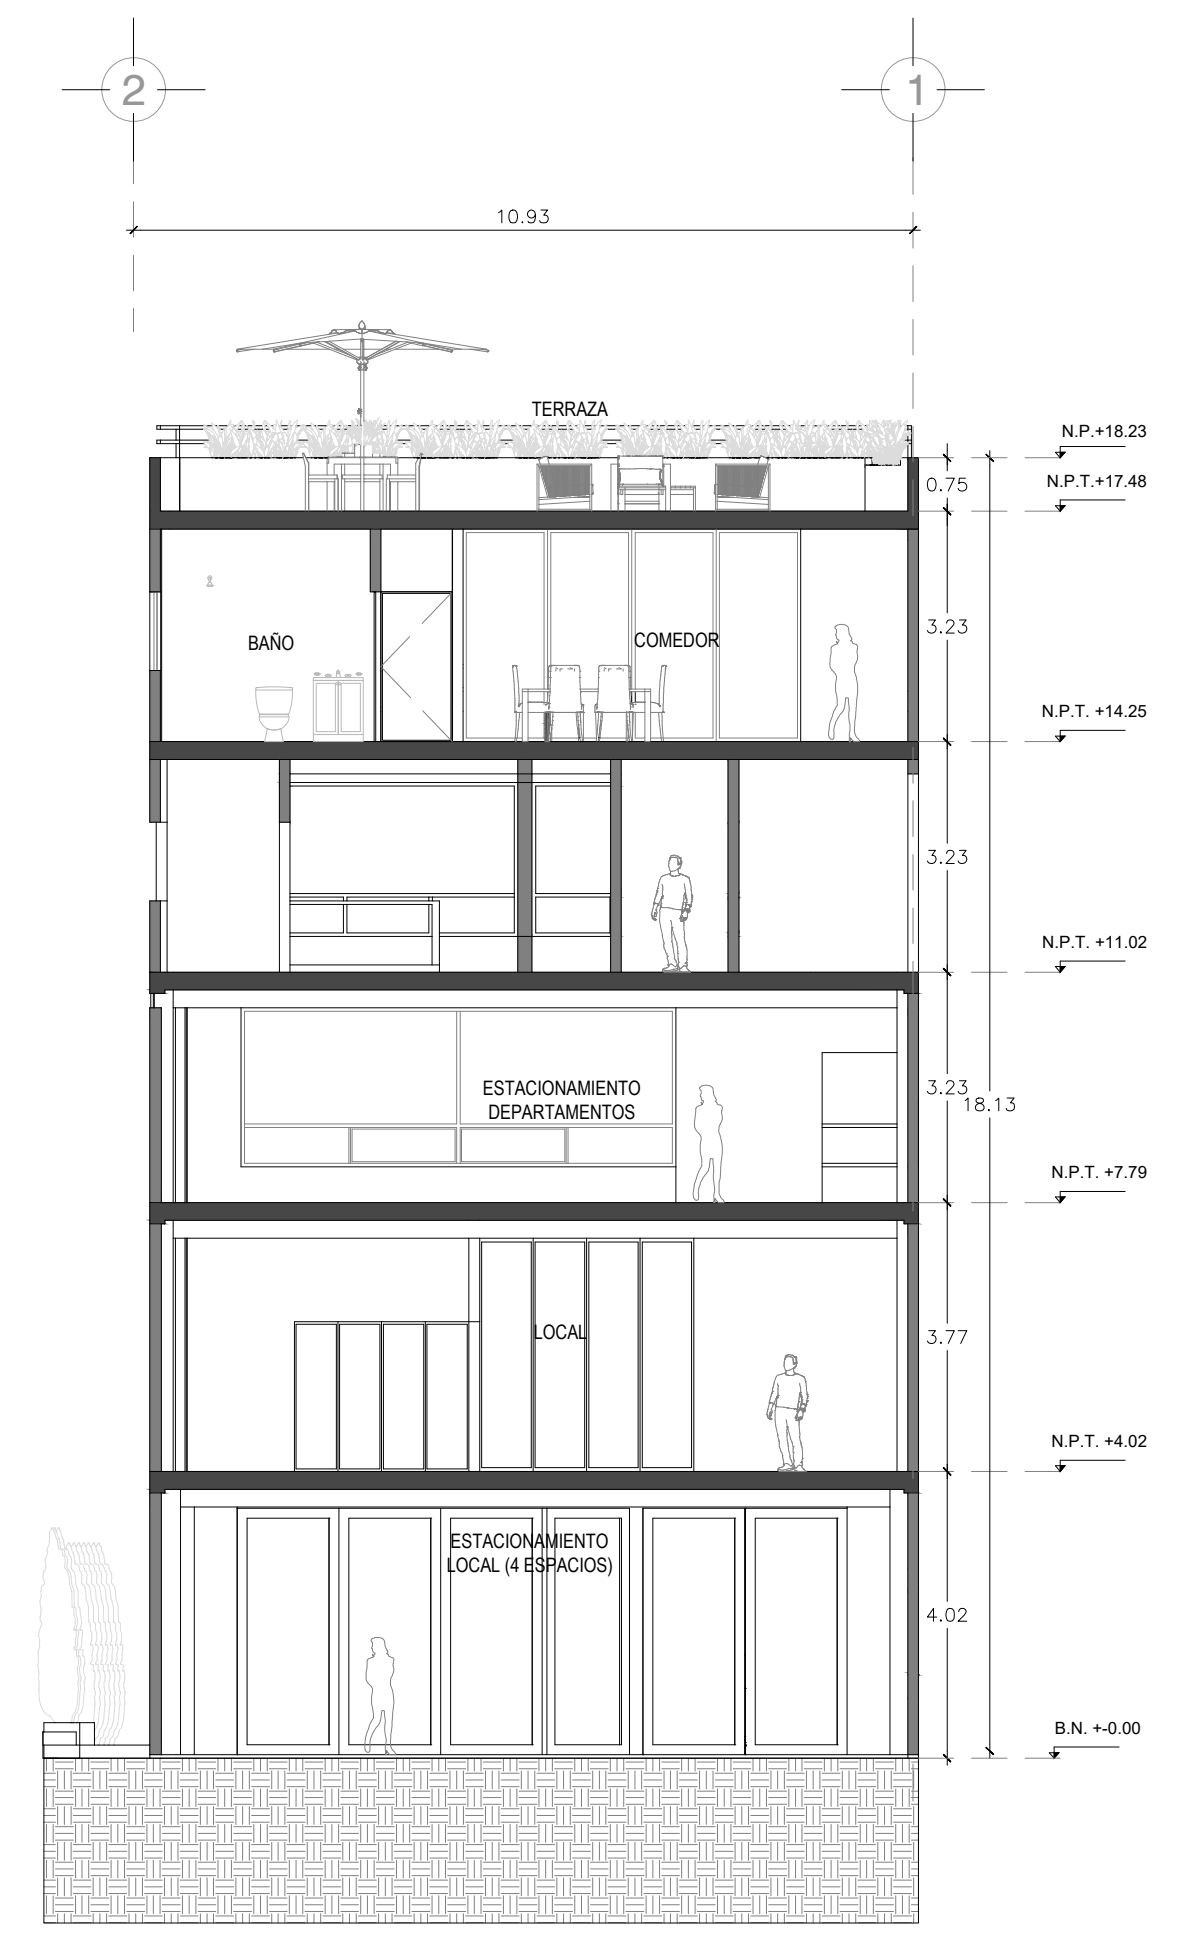 2
1
10.93
TERRAZA
N.P.+18.23
0.75
N.P.T.+17.48
BAÑO
COMEDOR
3.23
N.P.T. +14.25
3.23
N.P.T. +11.02
ESTACIONAMIENTO
DEPARTAMENTOS
3.23
18.13
N.P.T. +7.79
LOCAL
3.77
N.P.T. +4.02
ESTACIONAMIENTO
LOCAL (4 ESPACIOS)
4.02
B.N. +-0.00